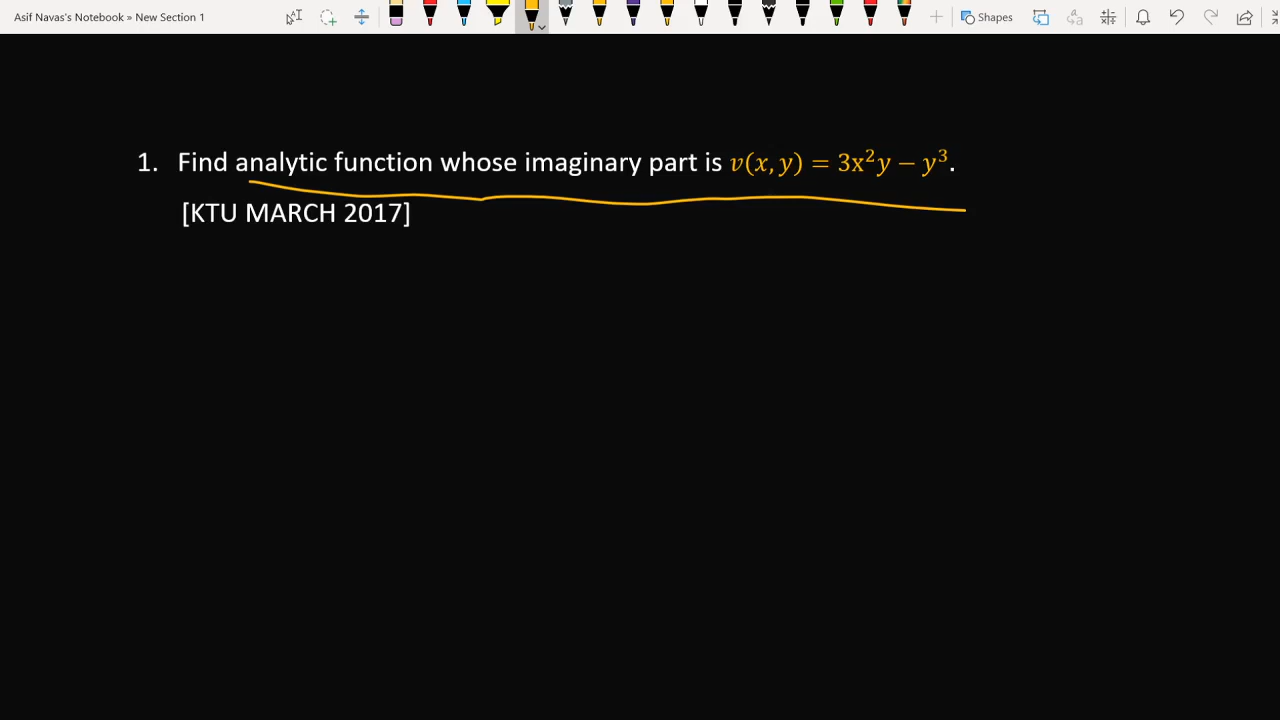 Asif Navas's Notebook » New Section 1
Shapes
1. Find analytic function whose imaginary part is v(x, y) = 3x²y − y³.
[KTU MARCH 2017]